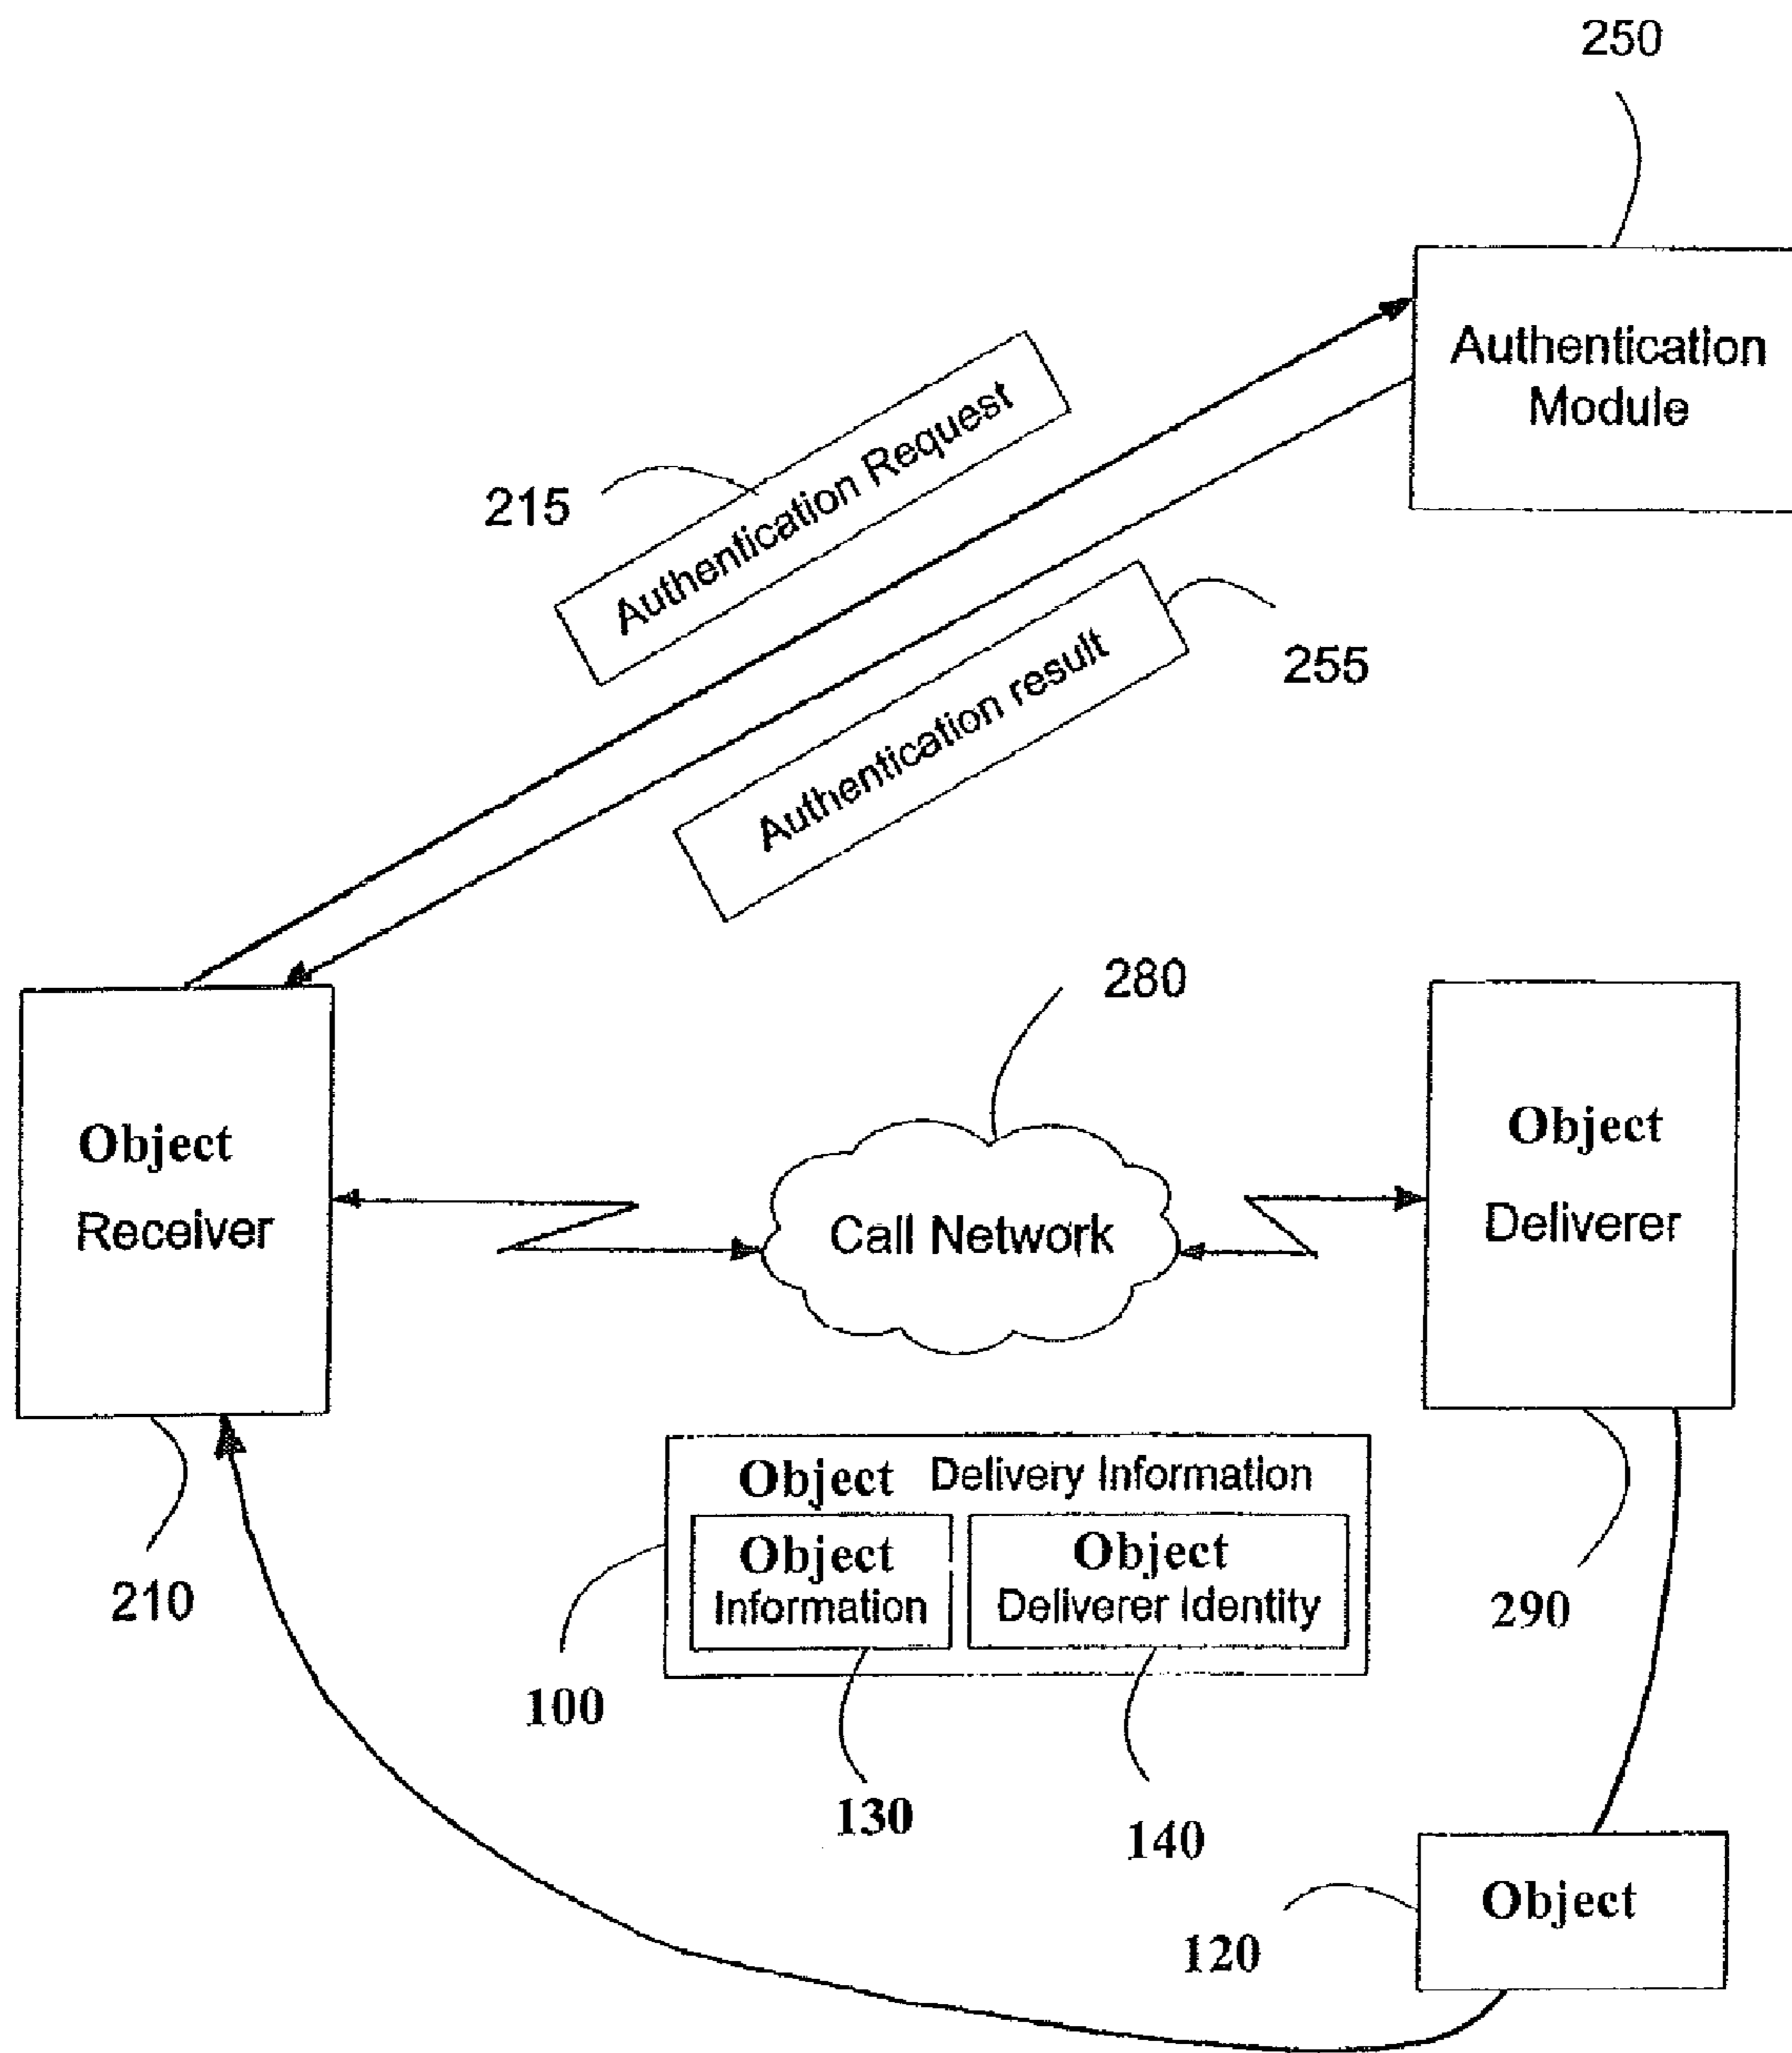 250
Authentication
Module
Authentication Request
215
Authentication result
255
280
Object
Receiver
Call Network
Object
Deliverer
Object Delivery Information
Object
Information
Object
Deliverer Identity
210
290
100
130
140
Object
120